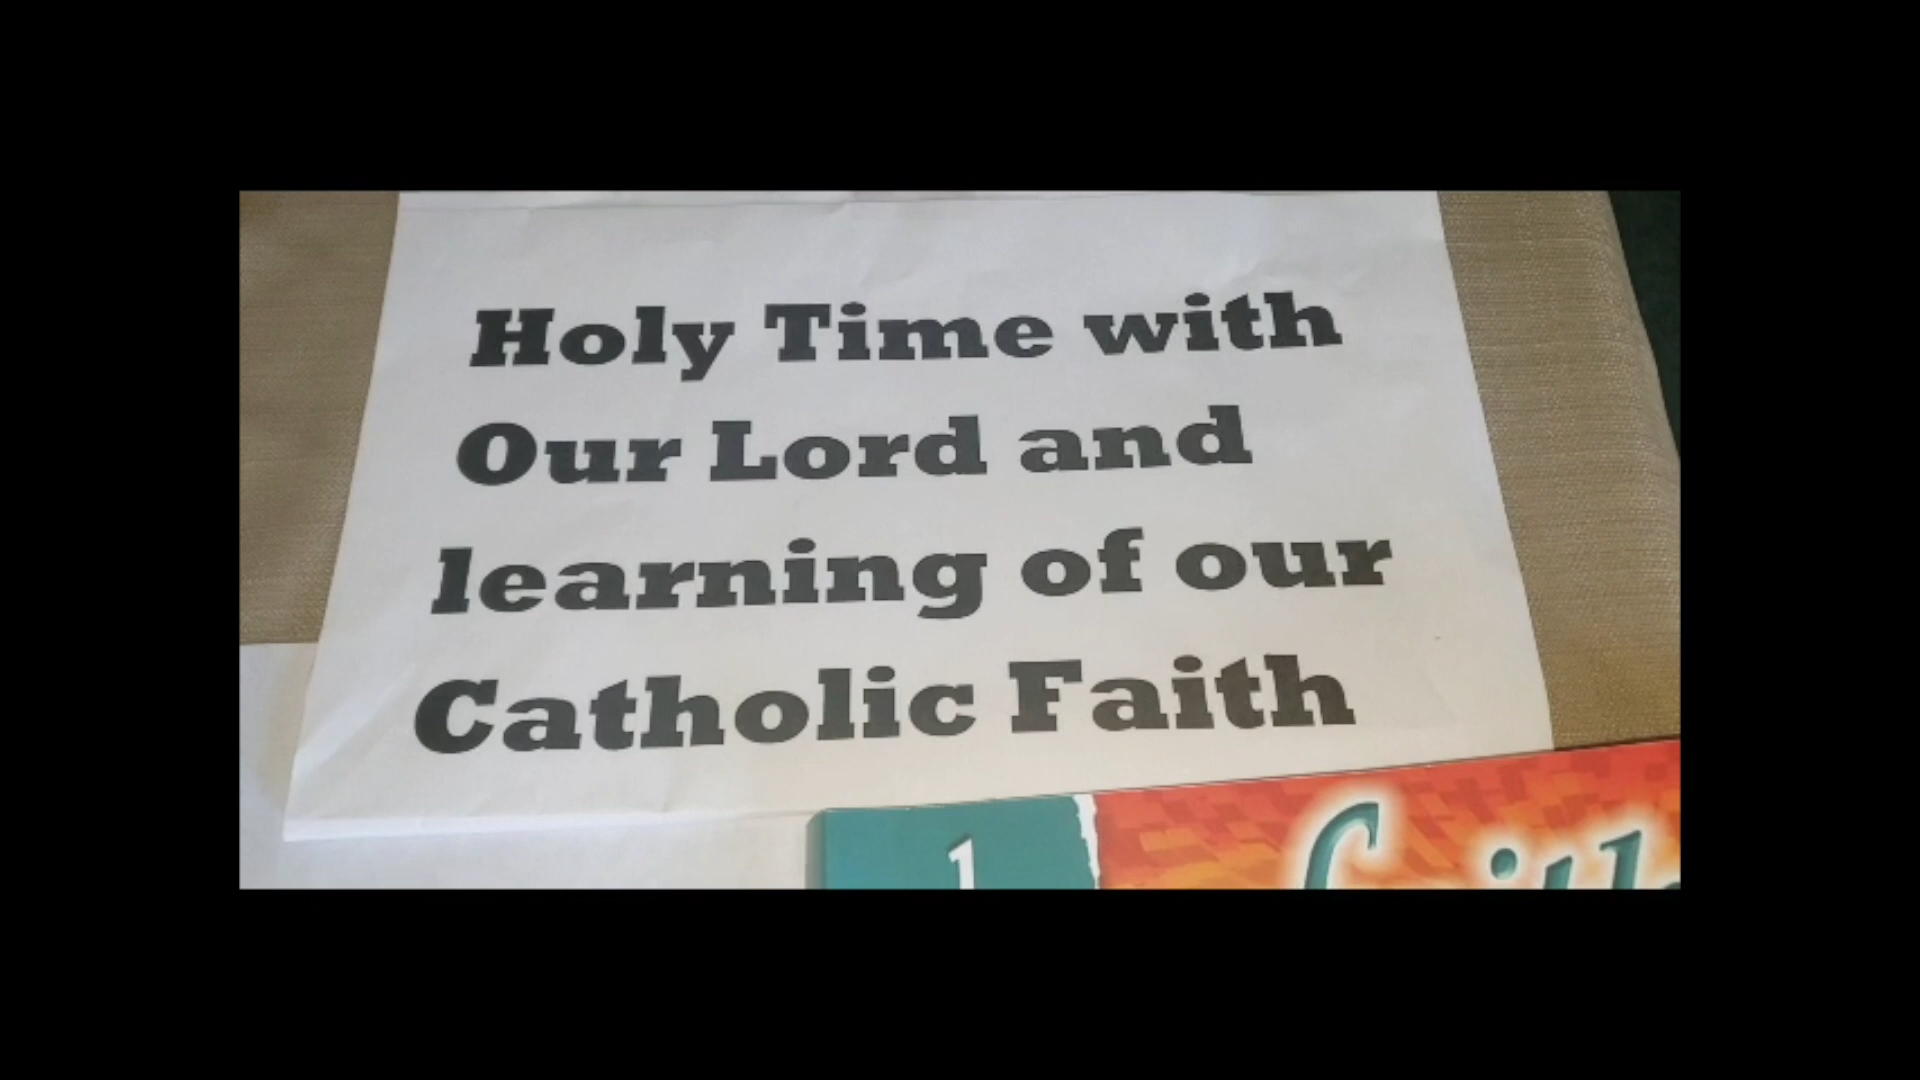 Holy Time with
Our Lord and
learning of our
Catholic Faith
1